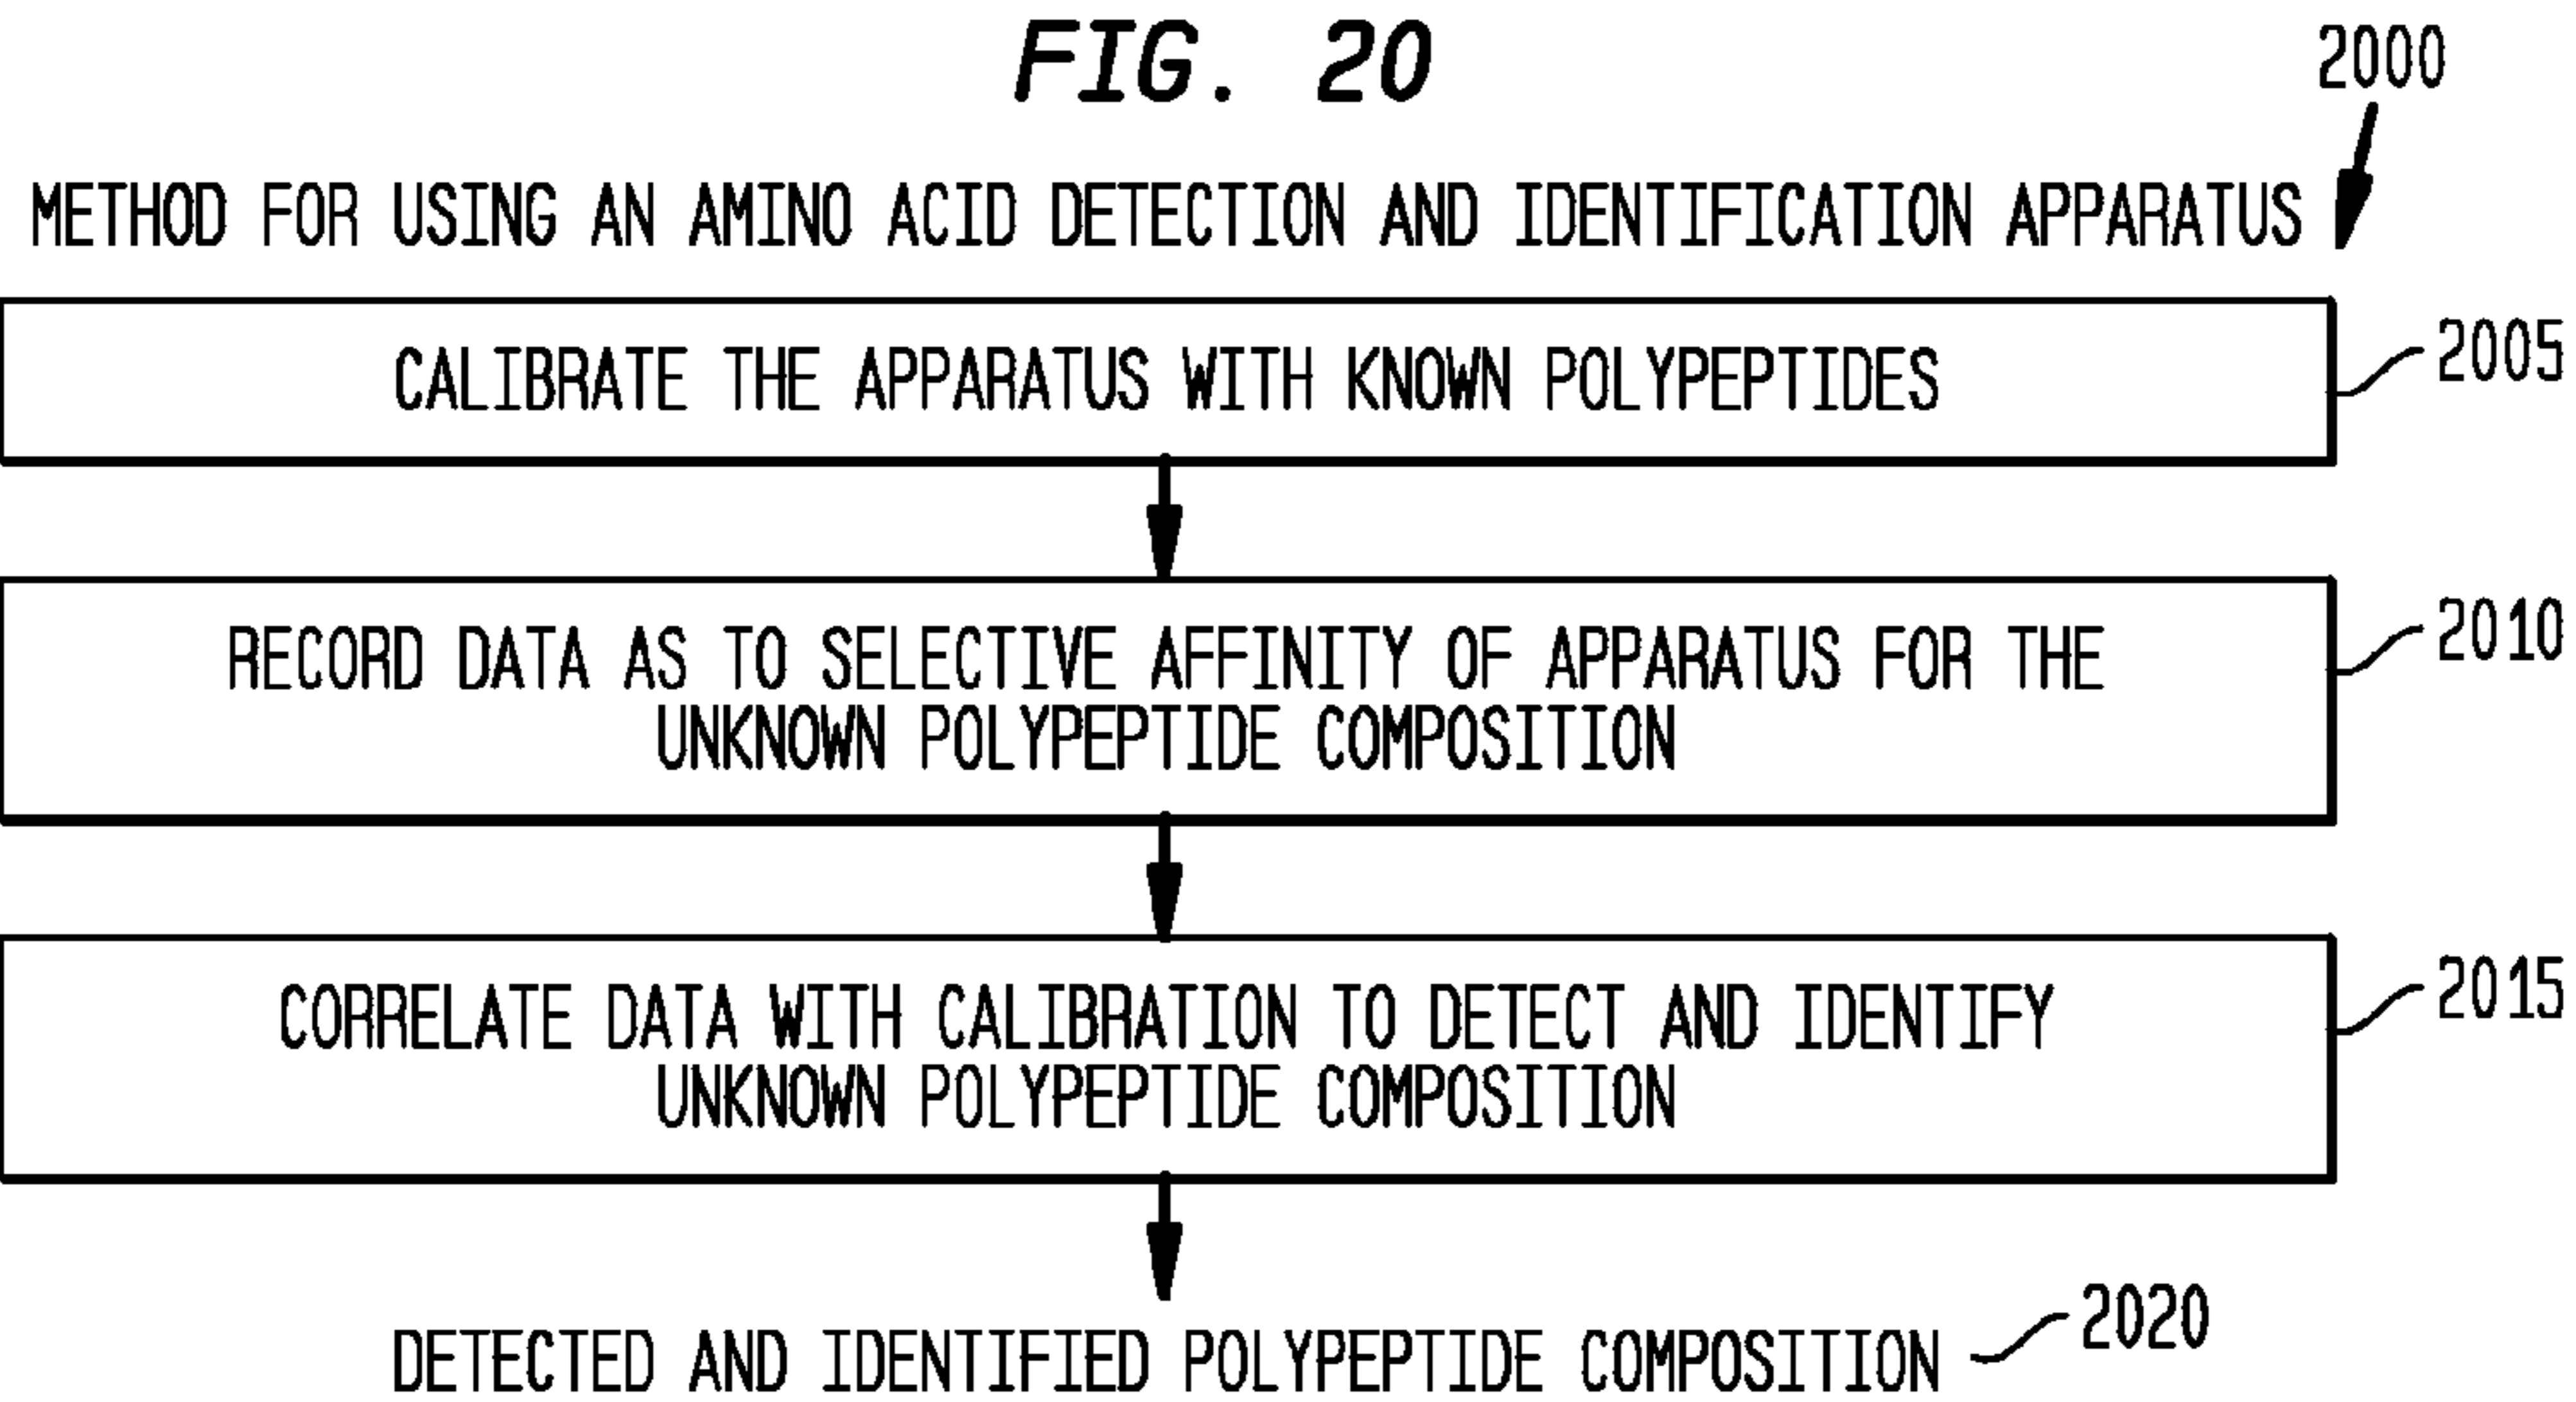 FIG. 20
2000
METHOD FOR USING AN AMINO ACID DETECTION AND IDENTIFICATION APPARATUS
CALIBRATE THE APPARATUS WITH KNOWN POLYPEPTIDES
2005
RECORD DATA AS TO SELECTIVE AFFINITY OF APPARATUS FOR THE
UNKNOWN POLYPEPTIDE COMPOSITION
2010
CORRELATE DATA WITH CALIBRATION TO DETECT AND IDENTIFY
UNKNOWN POLYPEPTIDE COMPOSITION
2015
DETECTED AND IDENTIFIED POLYPEPTIDE COMPOSITION
2020